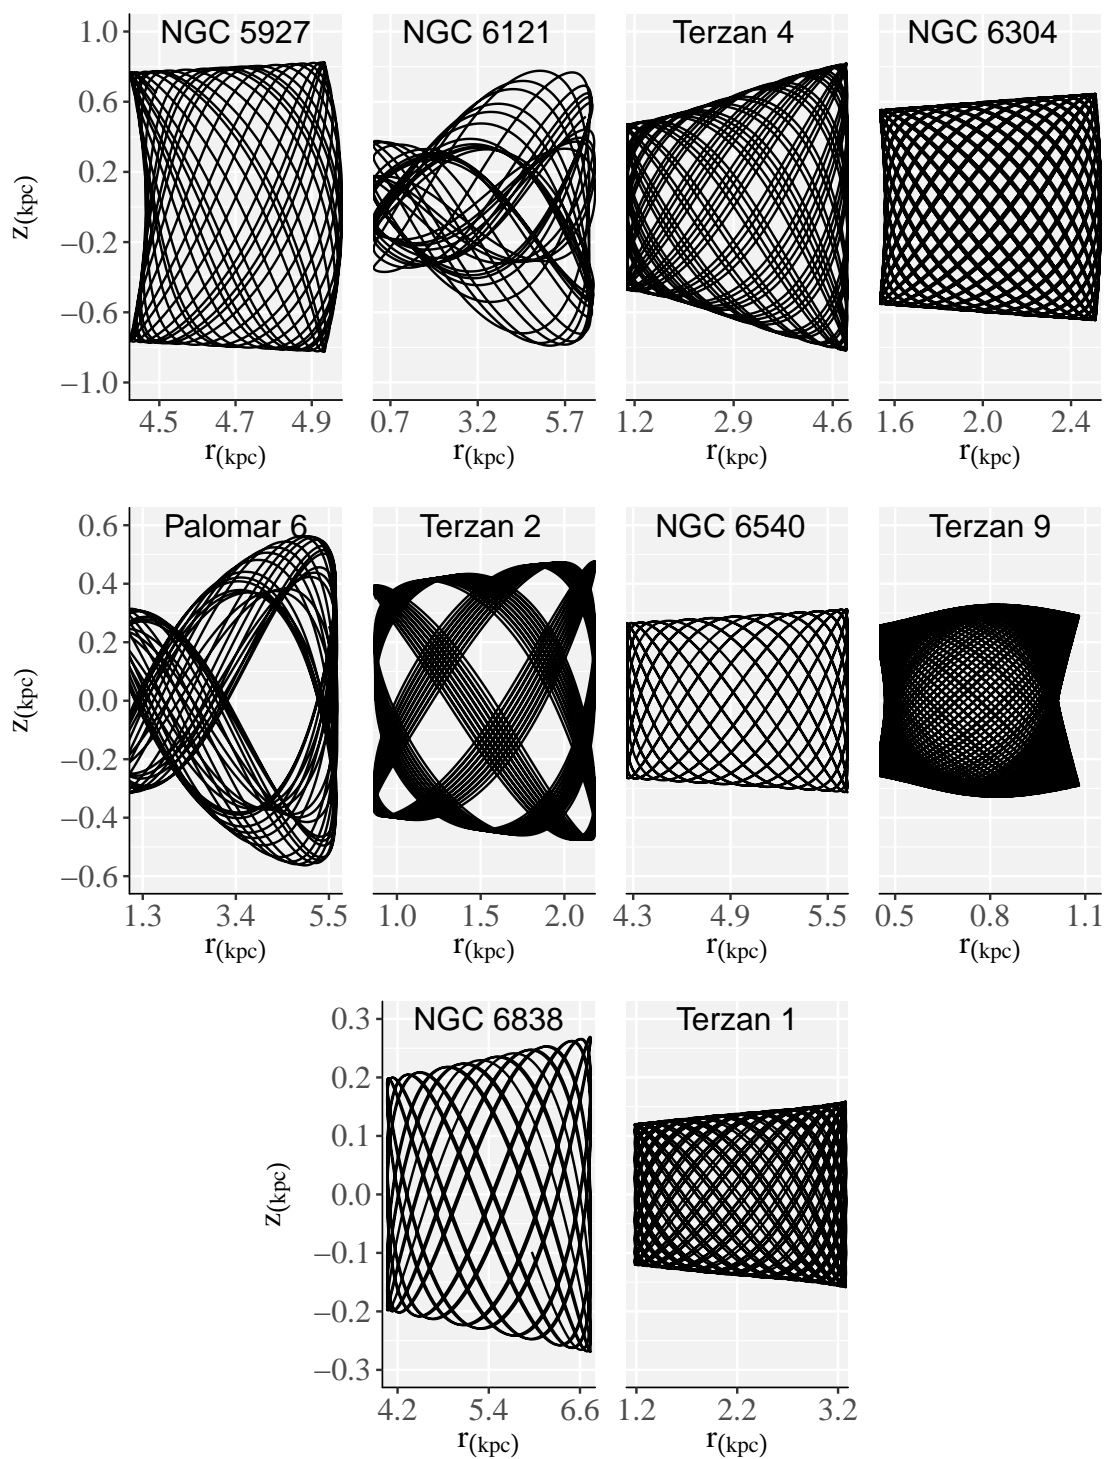 NGC 5927 NGC 6121 Terzan 4 NGC 6304
1.0
0.6
0.2
−0.2
−0.6
−1.0
z(kpc)
4.5 4.7 4.9 0.7 3.2 5.7 1.2 2.9 4.6 1.6 2.0 2.4
r(kpc) r(kpc) r(kpc) r(kpc)
Palomar 6 Terzan 2 NGC 6540 Terzan 9
0.6
0.4
0.2
0.0
−0.2
−0.4
−0.6
z(kpc)
1.3 3.4 5.5 1.0 1.5 2.0 4.3 4.9 5.5 0.5 0.8 1.1
r(kpc) r(kpc) r(kpc) r(kpc)
NGC 6838 Terzan 1
0.3
0.2
0.1
0.0
−0.1
−0.2
−0.3
z(kpc)
4.2 5.4 6.6 1.2 2.2 3.2
r(kpc) r(kpc)